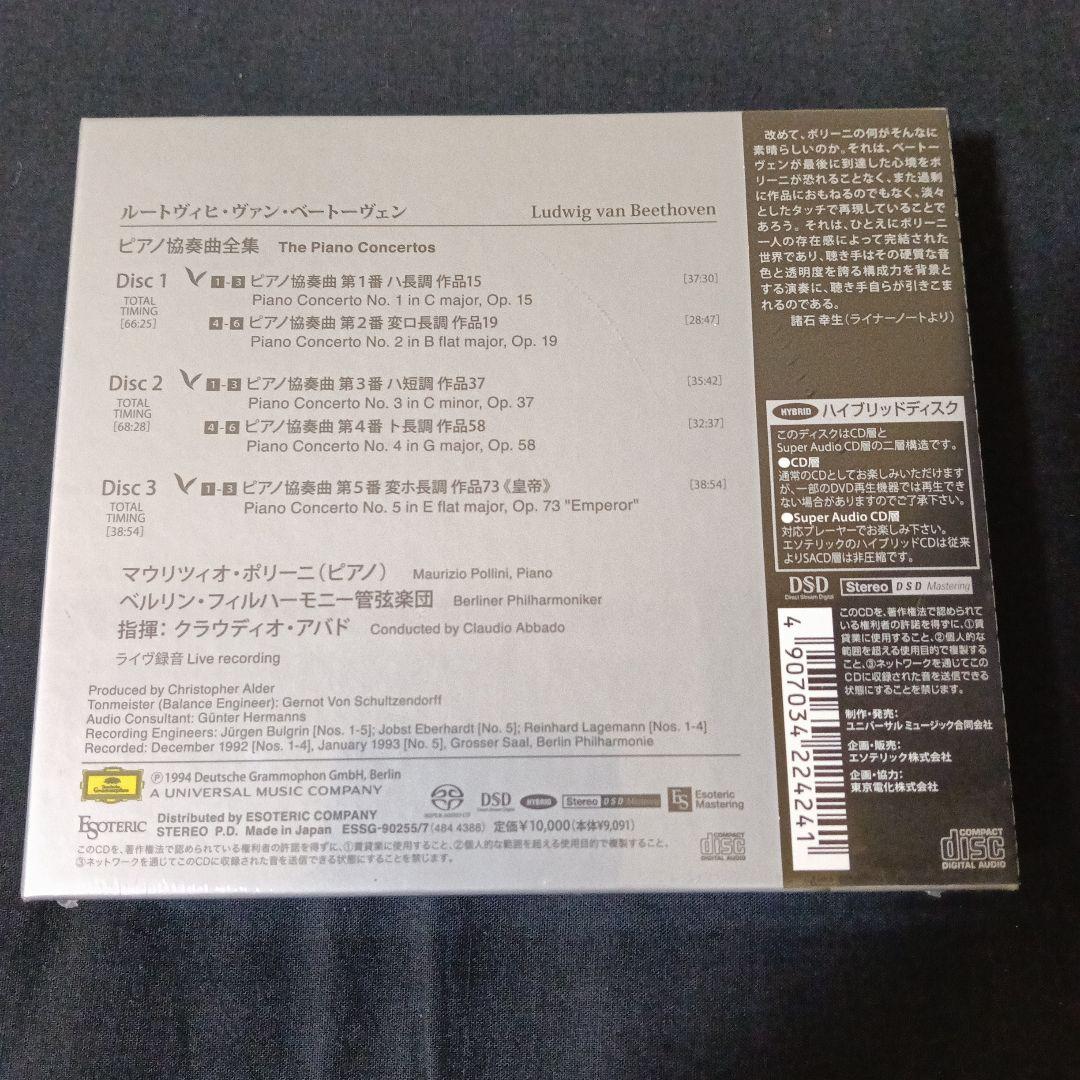 ルートヴィヒ・ヴァン・ベートーヴェン Ludwig van Beethoven
ピアノ協奏曲全集 The Piano Concertos
Disc 1 1-3 ピアノ協奏曲 第1番 ハ長調 作品15 [37:30]
TOTAL TIMING [66:25]
Piano Concerto No. 1 in C major, Op. 15
4-6 ピアノ協奏曲 第2番 変ロ長調 作品19 [28:47]
Piano Concerto No. 2 in B flat major, Op. 19
Disc 2 1-3 ピアノ協奏曲 第3番 ハ短調 作品37 [35:42]
TOTAL TIMING [68:28]
Piano Concerto No. 3 in C minor, Op. 37
4-6 ピアノ協奏曲 第4番 ト長調 作品58 [32:37]
Piano Concerto No. 4 in G major, Op. 58
Disc 3 1-3 ピアノ協奏曲 第5番 変ホ長調 作品73《皇帝》 [38:54]
TOTAL TIMING [38:54]
Piano Concerto No. 5 in E flat major, Op. 73 "Emperor"
マウリツィオ・ポリーニ(ピアノ) Maurizio Pollini, Piano
ベルリン・フィルハーモニー管弦楽団 Berliner Philharmoniker
指揮：クラウディオ・アバド Conducted by Claudio Abbado
ライヴ録音 Live recording
Produced by Christopher Alder
Tonmeister (Balance Engineer): Gernot Von Schultzendorff
Audio Consultant: Günter Hermanns
Recording Engineers: Jürgen Bulgrin [Nos. 1-5]; Jobst Eberhardt [No. 5]; Reinhard Lagemann [Nos. 1-4]
Recorded: December 1992 [Nos. 1-4], January 1993 [No. 5], Grosser Saal, Berlin Philharmonie
Ⓟ 1994 Deutsche Grammophon GmbH, Berlin
A UNIVERSAL MUSIC COMPANY
SUPER AUDIO CD DSD Direct Stream Digital HYBRID Stereo DSD Mastering ES Esoteric Mastering
ESOTERIC Distributed by ESOTERIC COMPANY
STEREO P.D. Made in Japan ESSG-90255/7 (484 4388) 定価￥10,000(本体¥9,091)
このCDを、著作権法で認められている権利者の許諾を得ずに、①賃貸業に使用すること、②個人的な範囲を超える使用目的で複製すること、
③ネットワークを通じてこのCDに収録された音を送信できる状態にすることを禁じます。
COMPACT disc DIGITAL AUDIO
改めて、ポリーニの何がそんなに
素晴らしいのか。それは、ベートー
ヴェンが最後に到達した心境をポ
リーニが恐れることなく、また過剰
に作品におもねるのでもなく、淡々
としたタッチで再現していることで
あろう。それは、ひとえにポリーニ
一人の存在感によって完結された
世界であり、聴き手はその硬質な音
色と透明度を誇る構成力を背景と
する演奏に、聴き手自らが引きこま
れるのである。
諸石 幸生(ライナーノートより)
HYBRID ハイブリッドディスク
このディスクはCD層と
Super Audio CD層の二層構造です。
●CD層
通常のCDとしてお楽しみいただけます
が、一部のDVD再生機器では再生でき
ない場合がありますのでご了承下さい。
●Super Audio CD層
対応プレーヤーでお楽しみ下さい。
エソテリックのハイブリッドCDは従来
よりSACD層は非圧縮です。
DSD Direct Stream Digital Stereo DSD Mastering
このCDを、著作権法で認められて
いる権利者の許諾を得ずに、①賃
貸業に使用すること、②個人的な
範囲を超える使用目的で複製する
こと、③ネットワークを通じてこの
CDに収録された音を送信できる
状態にすることを禁じます。
制作・発売：
ユニバーサル ミュージック合同会社
企画・販売：
エソテリック株式会社
企画・協力：
東京電化株式会社
4 907034 224241
COMPACT disc DIGITAL AUDIO